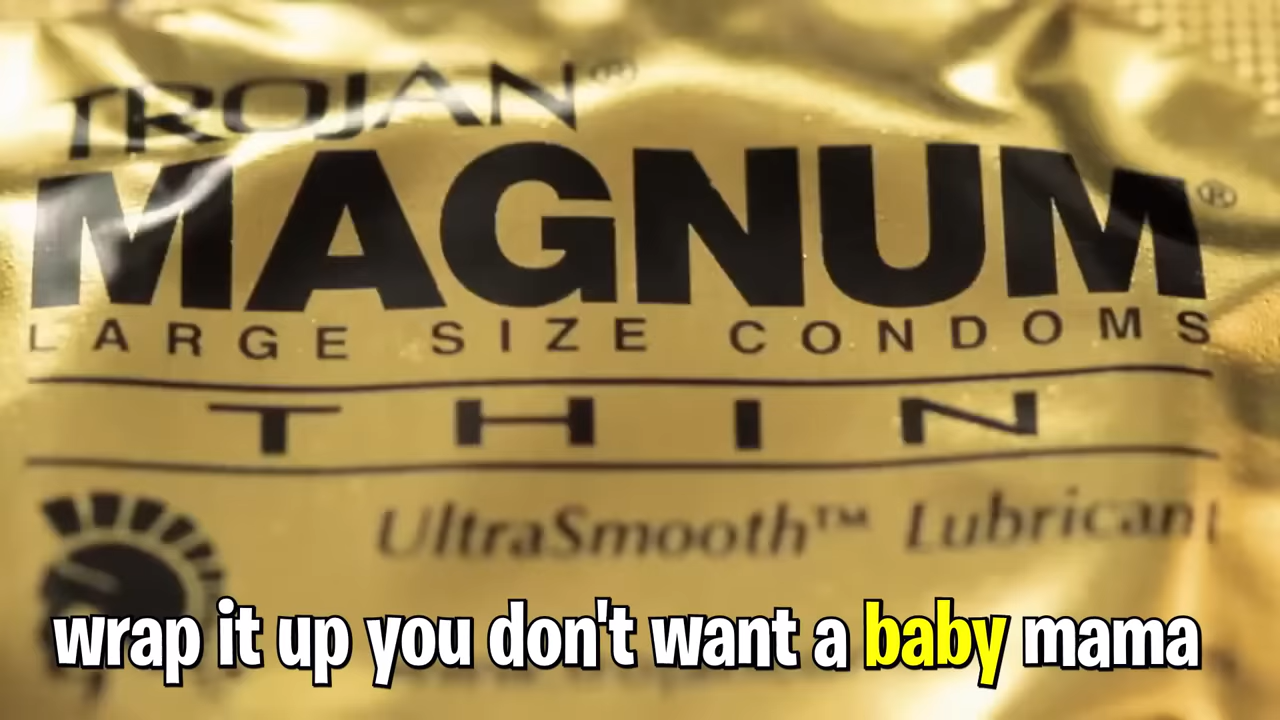 TROJAN®
MAGNUM®
LARGE SIZE CONDOMS
THIN
UltraSmooth™ Lubricant
wrap it up you don't want a baby mama